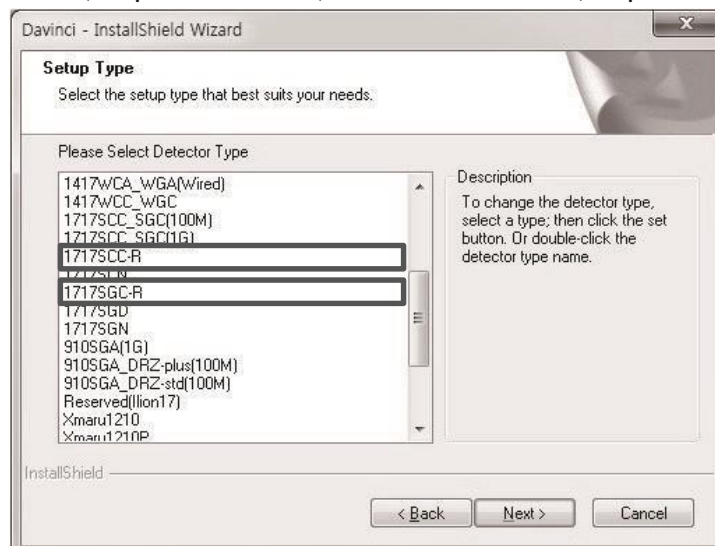 Davinci - InstallShield Wizard
Setup Type
Select the setup type that best suits your needs.
Please Select Detector Type
1417WCA_WGA(Wired)
1417WCC_WGC
1717SCC_SGC(100M)
1717SCC_SGC(1G)
1717SCC-R
1717SCN
1717SGC-R
1717SGD
1717SGN
910SGA(1G)
910SGA_DRZ-plus(100M)
910SGA_DRZ-std(100M)
Reserved(Ilion17)
Xmaru1210
Xmaru1210P
Description
To change the detector type,
select a type; then click the set
button. Or double-click the
detector type name.
InstallShield
< Back
Next >
Cancel